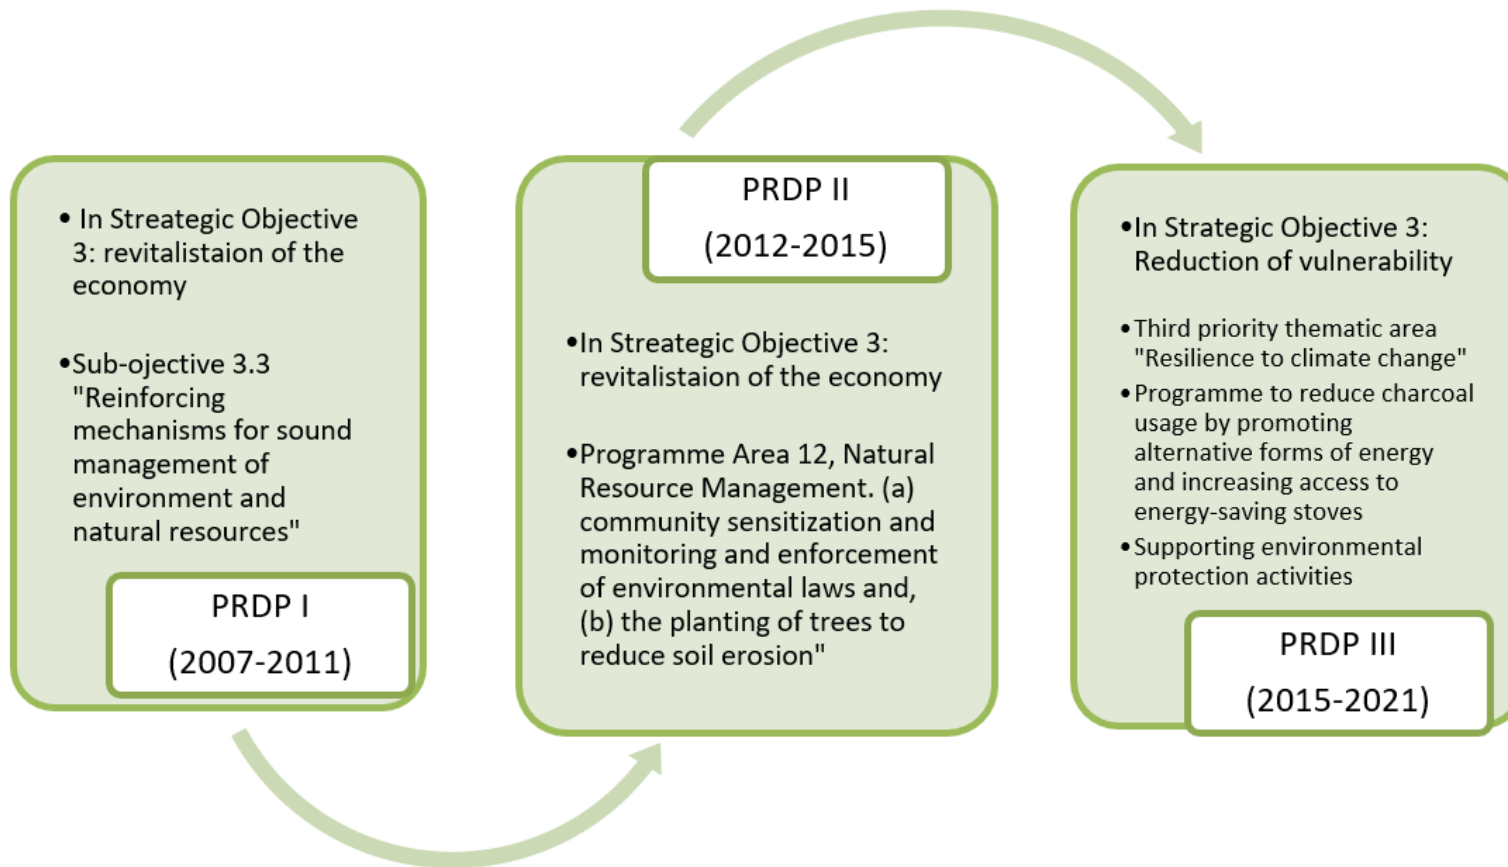 • In Streategic Objective
3: revitalistaion of the
economy
•Sub-ojective 3.3
"Reinforcing
mechanisms for sound
management of
environment and
natural resources"
PRDP I
(2007-2011)
PRDP II
(2012-2015)
•In Streategic Objective 3:
revitalistaion of the economy
•Programme Area 12, Natural
Resource Management. (a)
community sensitization and
monitoring and enforcement
of environmental laws and,
(b) the planting of trees to
reduce soil erosion"
•In Strategic Objective 3:
Reduction of vulnerability
•Third priority thematic area
"Resilience to climate change"
•Programme to reduce charcoal
usage by promoting
alternative forms of energy
and increasing access to
energy-saving stoves
•Supporting environmental
protection activities
PRDP III
(2015-2021)